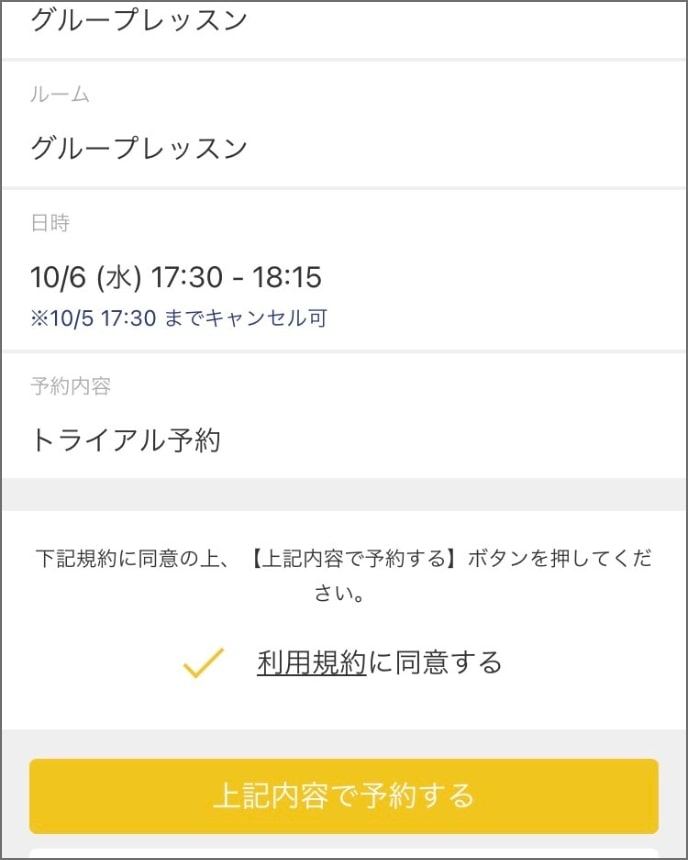 グループレッスン
ルーム
グループレッスン
日時
10/6 (水) 17:30 - 18:15
※10/5 17:30 までキャンセル可
予約内容
トライアル予約
下記規約に同意の上、【上記内容で予約する】ボタンを押してくだ
さい。
利用規約に同意する
上記内容で予約する